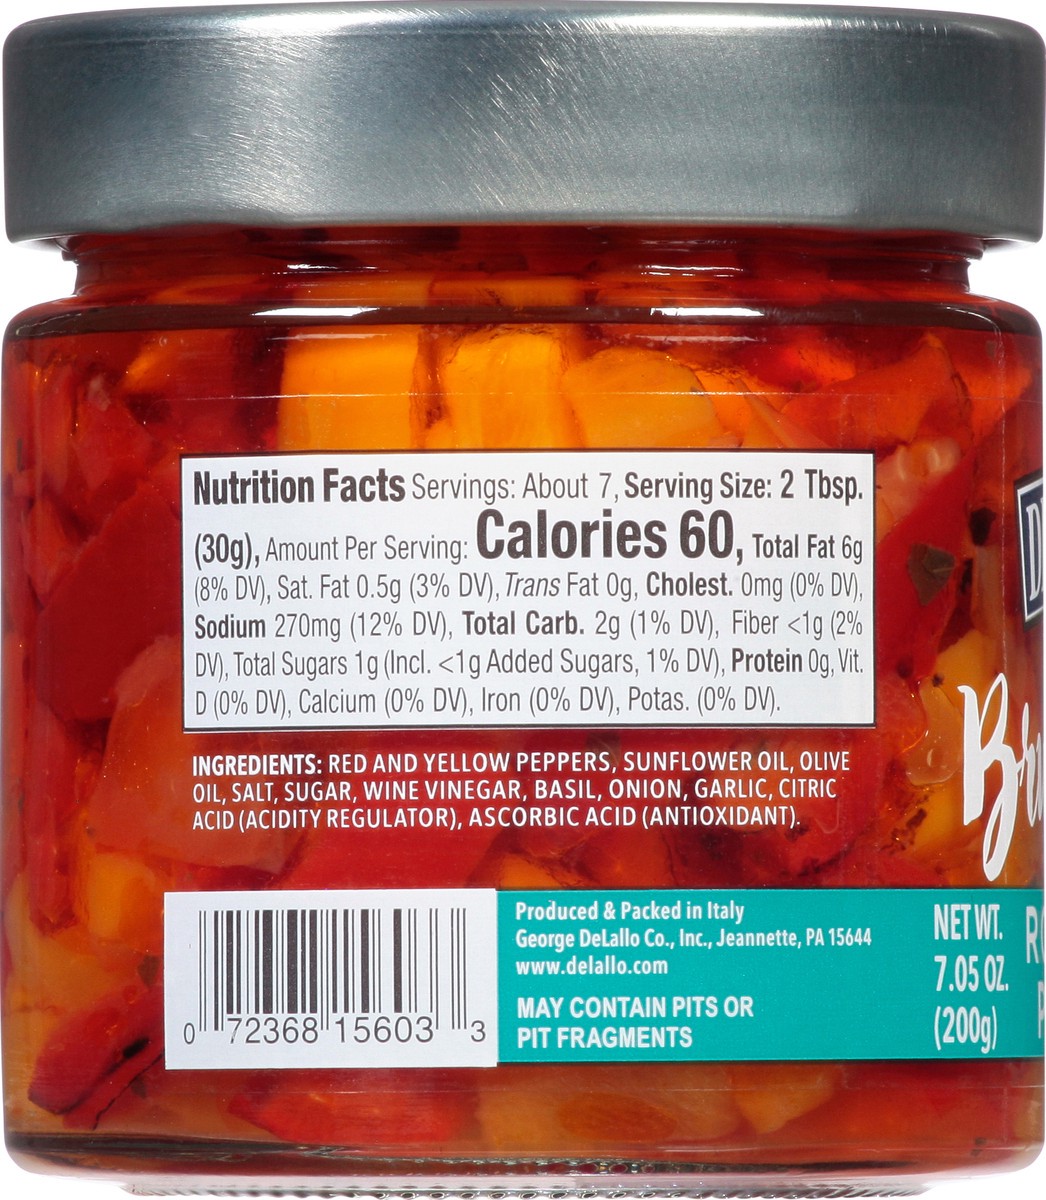 Nutrition Facts Servings: About 7, Serving Size: 2 Tbsp.
(30g), Amount Per Serving: Calories 60, Total Fat 6g
(8% DV), Sat. Fat 0.5g (3% DV), Trans Fat 0g, Cholest. 0mg (0% DV),
Sodium 270mg (12% DV), Total Carb. 2g (1% DV), Fiber <1g (2%
DV), Total Sugars 1g (Incl. <1g Added Sugars, 1% DV), Protein 0g, Vit.
D (0% DV), Calcium (0% DV), Iron (0% DV), Potas. (0% DV).
INGREDIENTS: RED AND YELLOW PEPPERS, SUNFLOWER OIL, OLIVE
OIL, SALT, SUGAR, WINE VINEGAR, BASIL, ONION, GARLIC, CITRIC
ACID (ACIDITY REGULATOR), ASCORBIC ACID (ANTIOXIDANT).
0 72368 15603 3
Produced & Packed in Italy
George DeLallo Co., Inc., Jeannette, PA 15644
www.delallo.com
MAY CONTAIN PITS OR
PIT FRAGMENTS
NET WT.
7.05 OZ.
(200g)